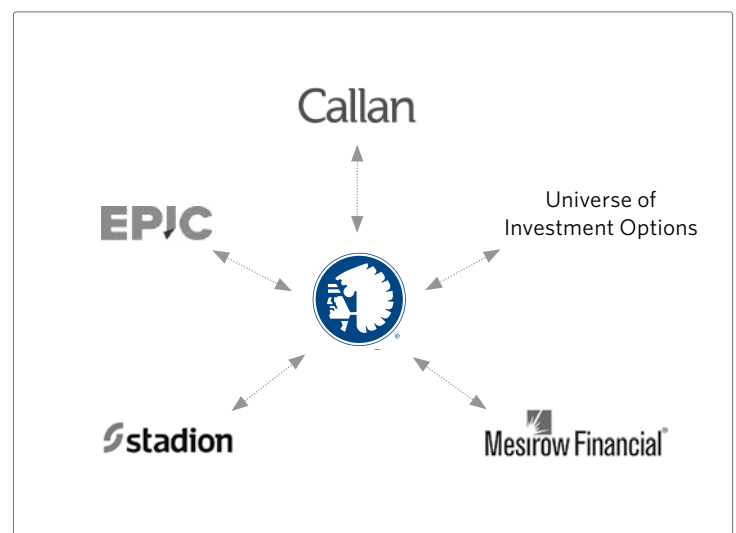 Callan
EPIC
Universe of
Investment Options
®
stadion
Mesirow Financial®